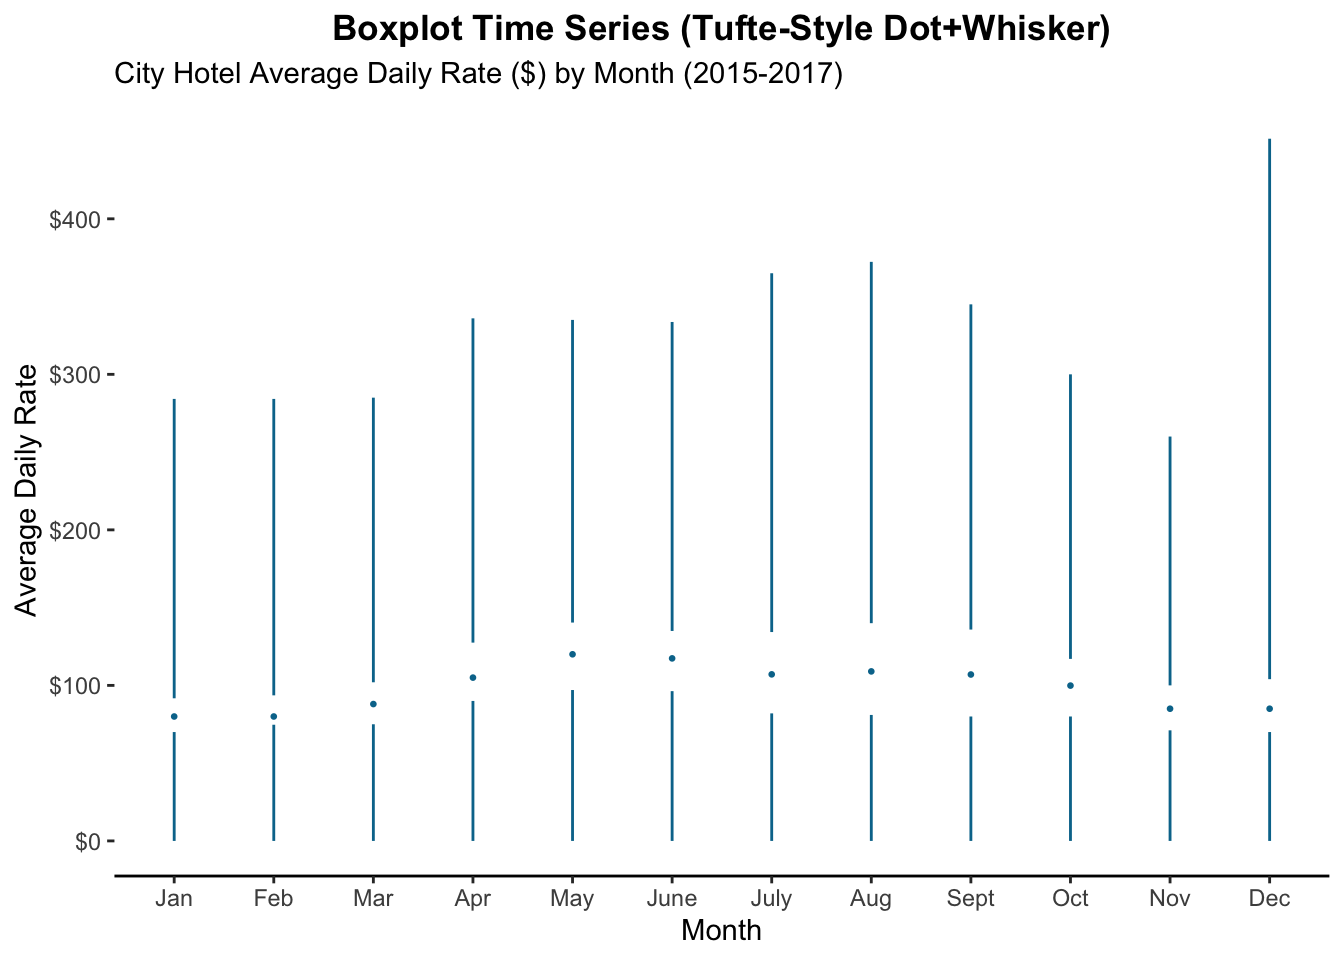 Boxplot Time Series (Tufte-Style Dot+Whisker)
City Hotel Average Daily Rate ($) by Month (2015-2017)
Average Daily Rate
$400
$300
$200
$100
$0
Jan Feb Mar Apr May June July Aug Sept Oct Nov Dec
Month